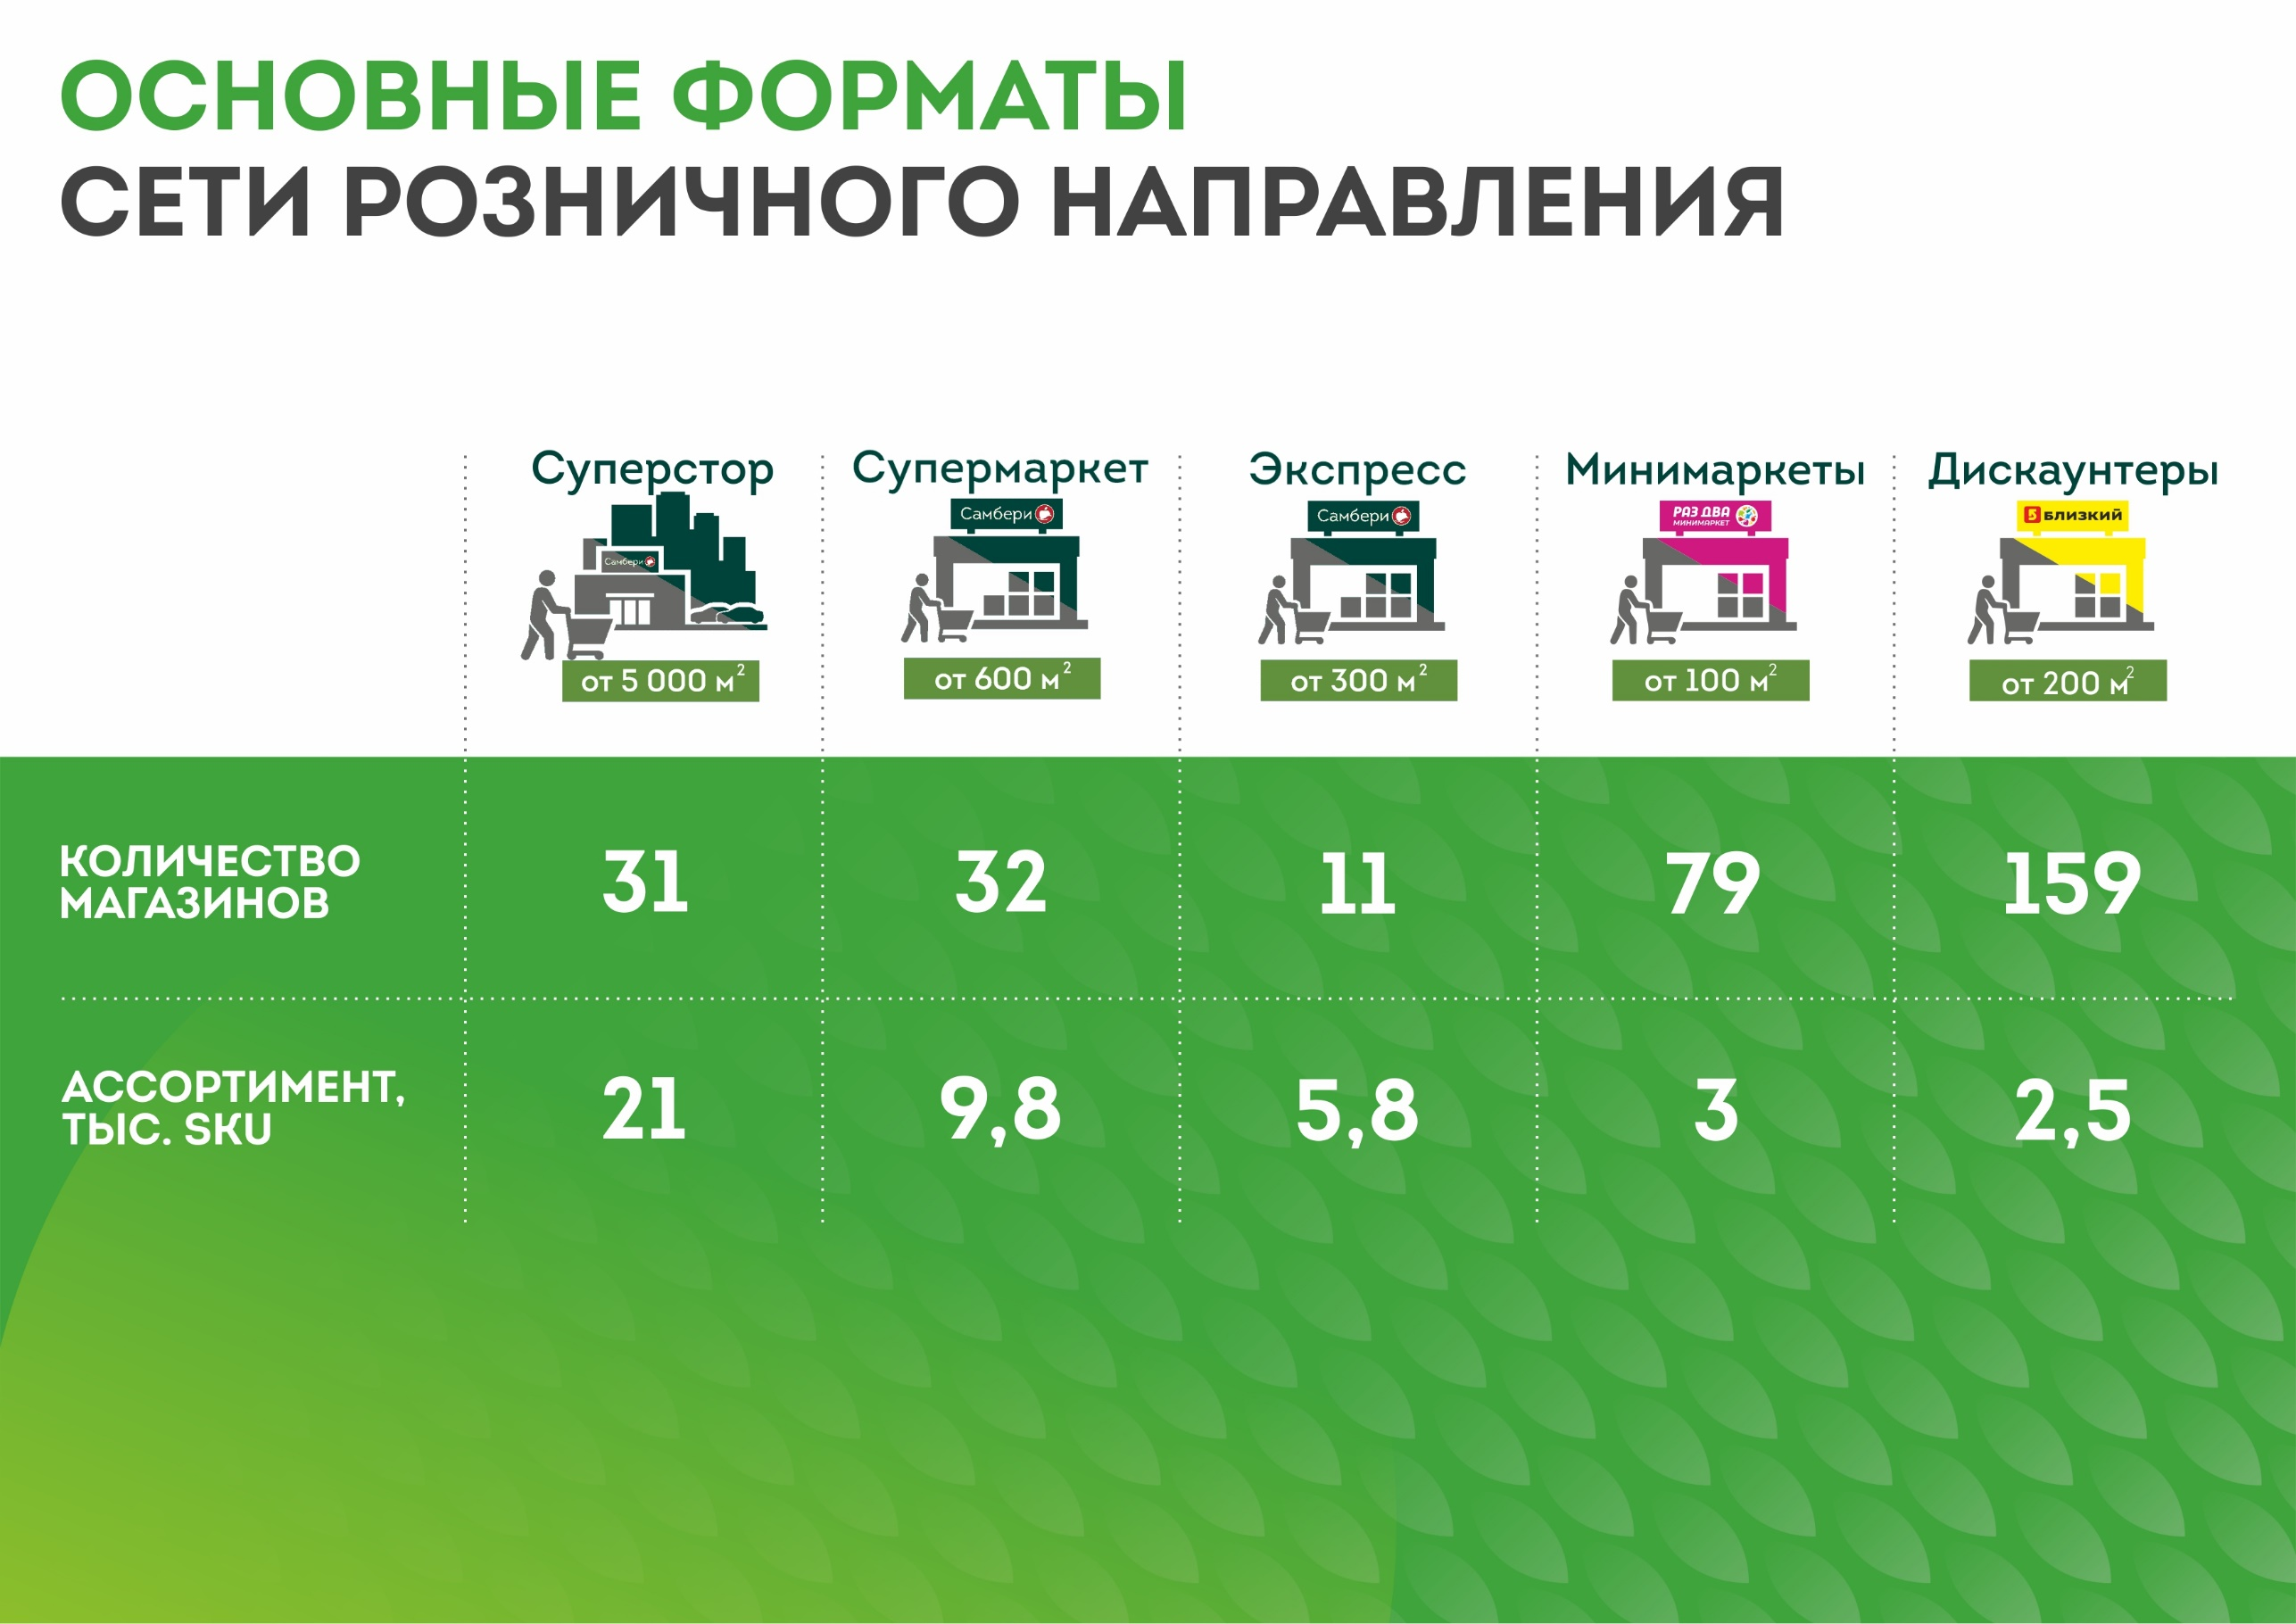 ОСНОВНЫЕ ФОРМАТЫ
СЕТИ РОЗНИЧНОГО НАПРАВЛЕНИЯ
Суперстор
Самбери
от 5 000 м²
Супермаркет
Самбери
от 600 м²
Экспресс
Самбери
от 300 м²
Минимаркеты
РАЗ ДВА
МИНИМАРКЕТ
от 100 м²
Дискаунтеры
Б БЛИЗКИЙ
от 200 м²
КОЛИЧЕСТВО
МАГАЗИНОВ
31
32
11
79
159
АССОРТИМЕНТ,
ТЫС. SKU
21
9,8
5,8
3
2,5